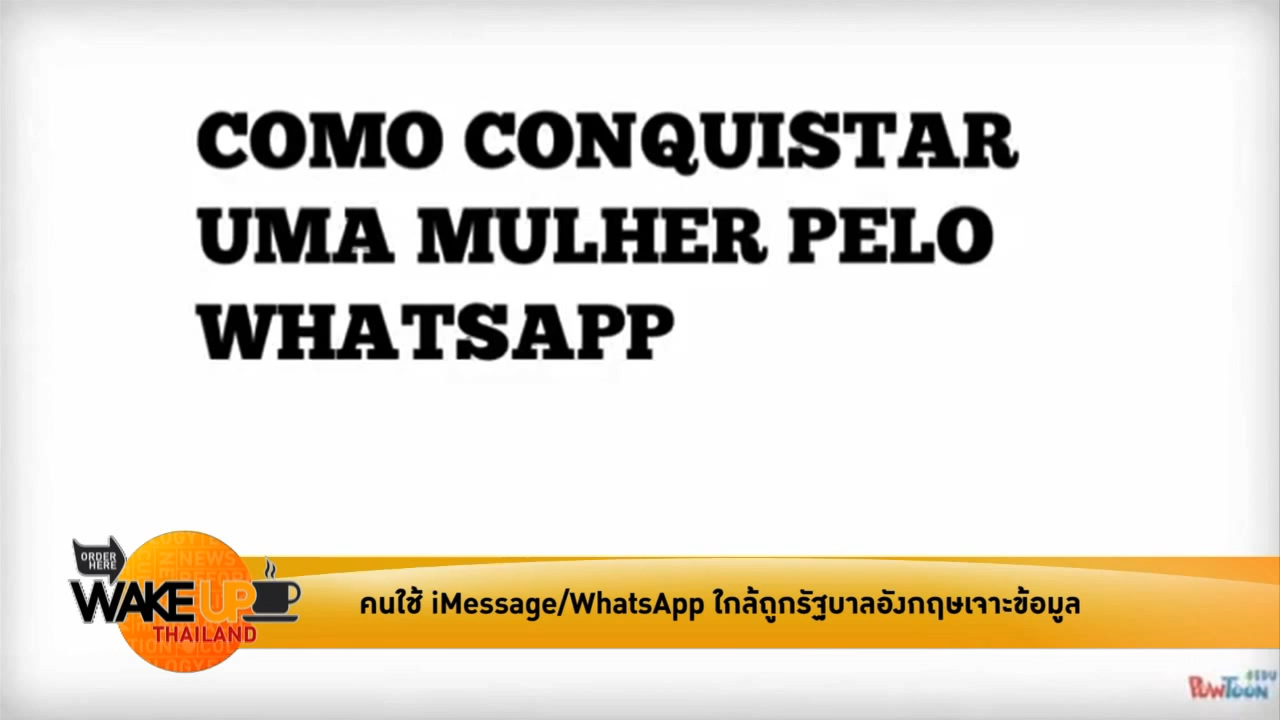 COMO CONQUISTAR
UMA MULHER PELO
WHATSAPP
ORDER
HERE
NEWS
WAKE UP
THAILAND
คนใช้ iMessage/WhatsApp ใกล้ถูกรัฐบาลอังกฤษเจาะข้อมูล
EDU
POWTOON